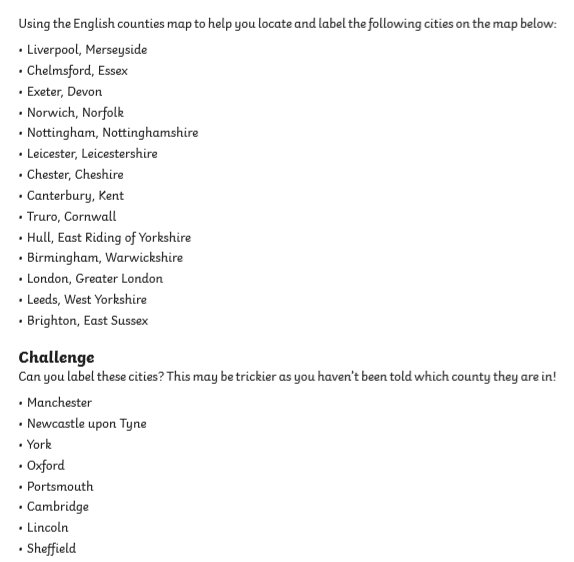 Using the English counties map to help you locate and label the following cities on the map below:
• Liverpool, Merseyside
• Chelmsford, Essex
• Exeter, Devon
• Norwich, Norfolk
• Nottingham, Nottinghamshire
• Leicester, Leicestershire
• Chester, Cheshire
• Canterbury, Kent
• Truro, Cornwall
• Hull, East Riding of Yorkshire
• Birmingham, Warwickshire
• London, Greater London
• Leeds, West Yorkshire
• Brighton, East Sussex
Challenge
Can you label these cities? This may be trickier as you haven't been told which county they are in!
• Manchester
• Newcastle upon Tyne
• York
• Oxford
• Portsmouth
• Cambridge
• Lincoln
• Sheffield